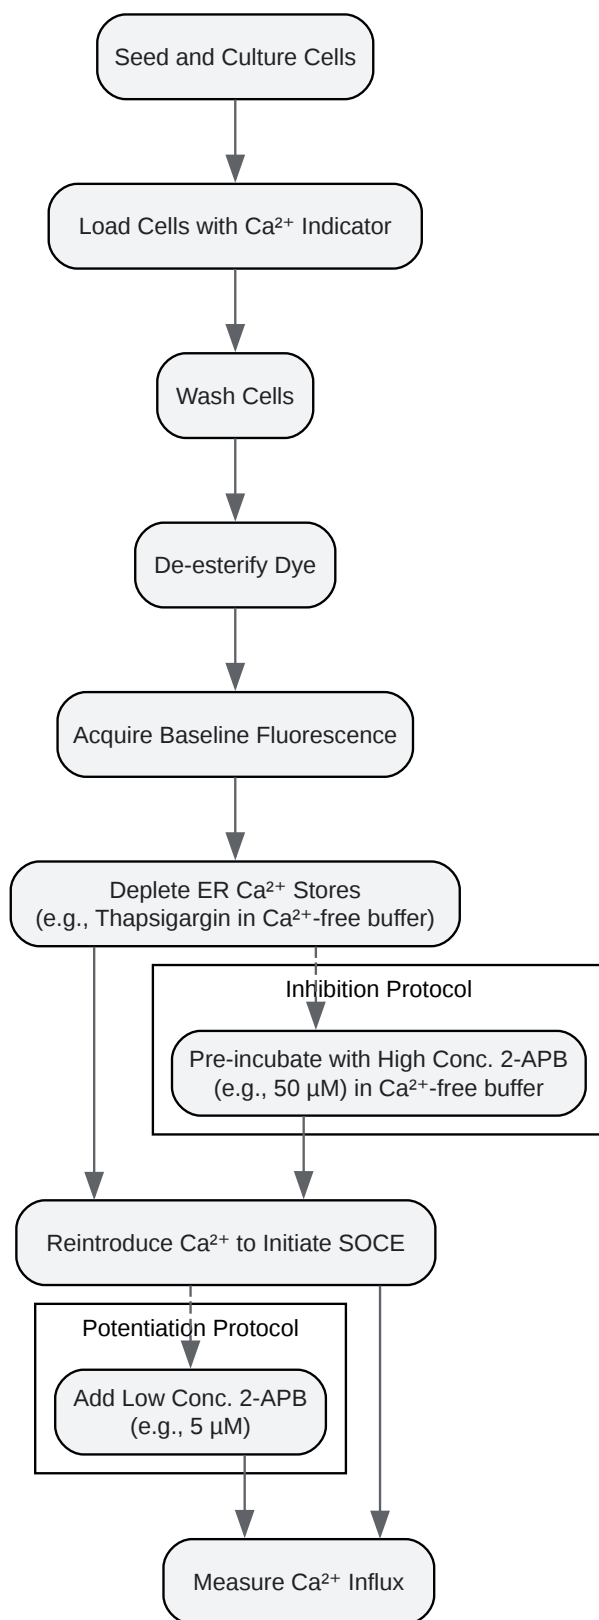 Seed and Culture Cells
Load Cells with Ca²⁺ Indicator
Wash Cells
De-esterify Dye
Acquire Baseline Fluorescence
Deplete ER Ca²⁺ Stores
(e.g., Thapsigargin in Ca²⁺-free buffer)
Inhibition Protocol
Pre-incubate with High Conc. 2-APB
(e.g., 50 µM) in Ca²⁺-free buffer
Reintroduce Ca²⁺ to Initiate SOCE
Potentiation Protocol
Add Low Conc. 2-APB
(e.g., 5 µM)
Measure Ca²⁺ Influx